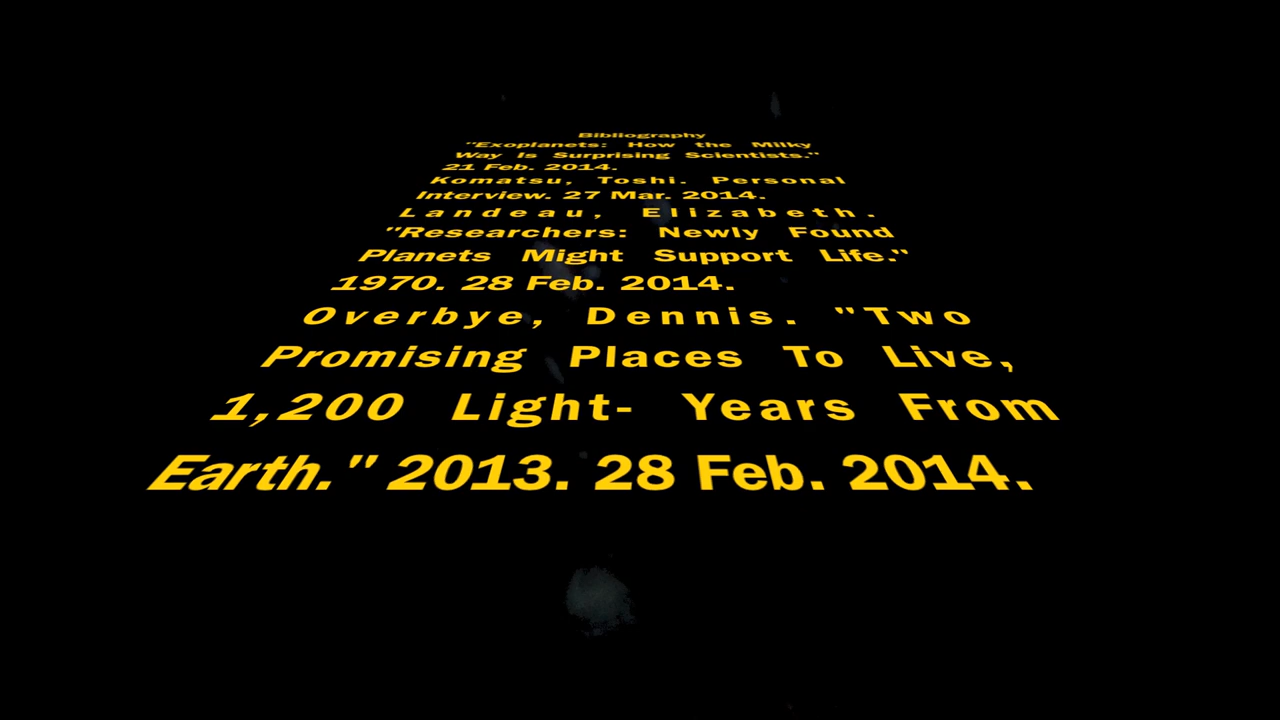 Bibliography
"Exoplanets: How the Milky
Way Is Surprising Scientists."
21 Feb. 2014.
Komatsu, Toshi. Personal
Interview. 27 Mar. 2014.
Landeau, Elizabeth.
"Researchers: Newly Found
Planets Might Support Life."
1970. 28 Feb. 2014.
Overbye, Dennis. "Two
Promising Places To Live,
1,200 Light- Years From
Earth." 2013. 28 Feb. 2014.